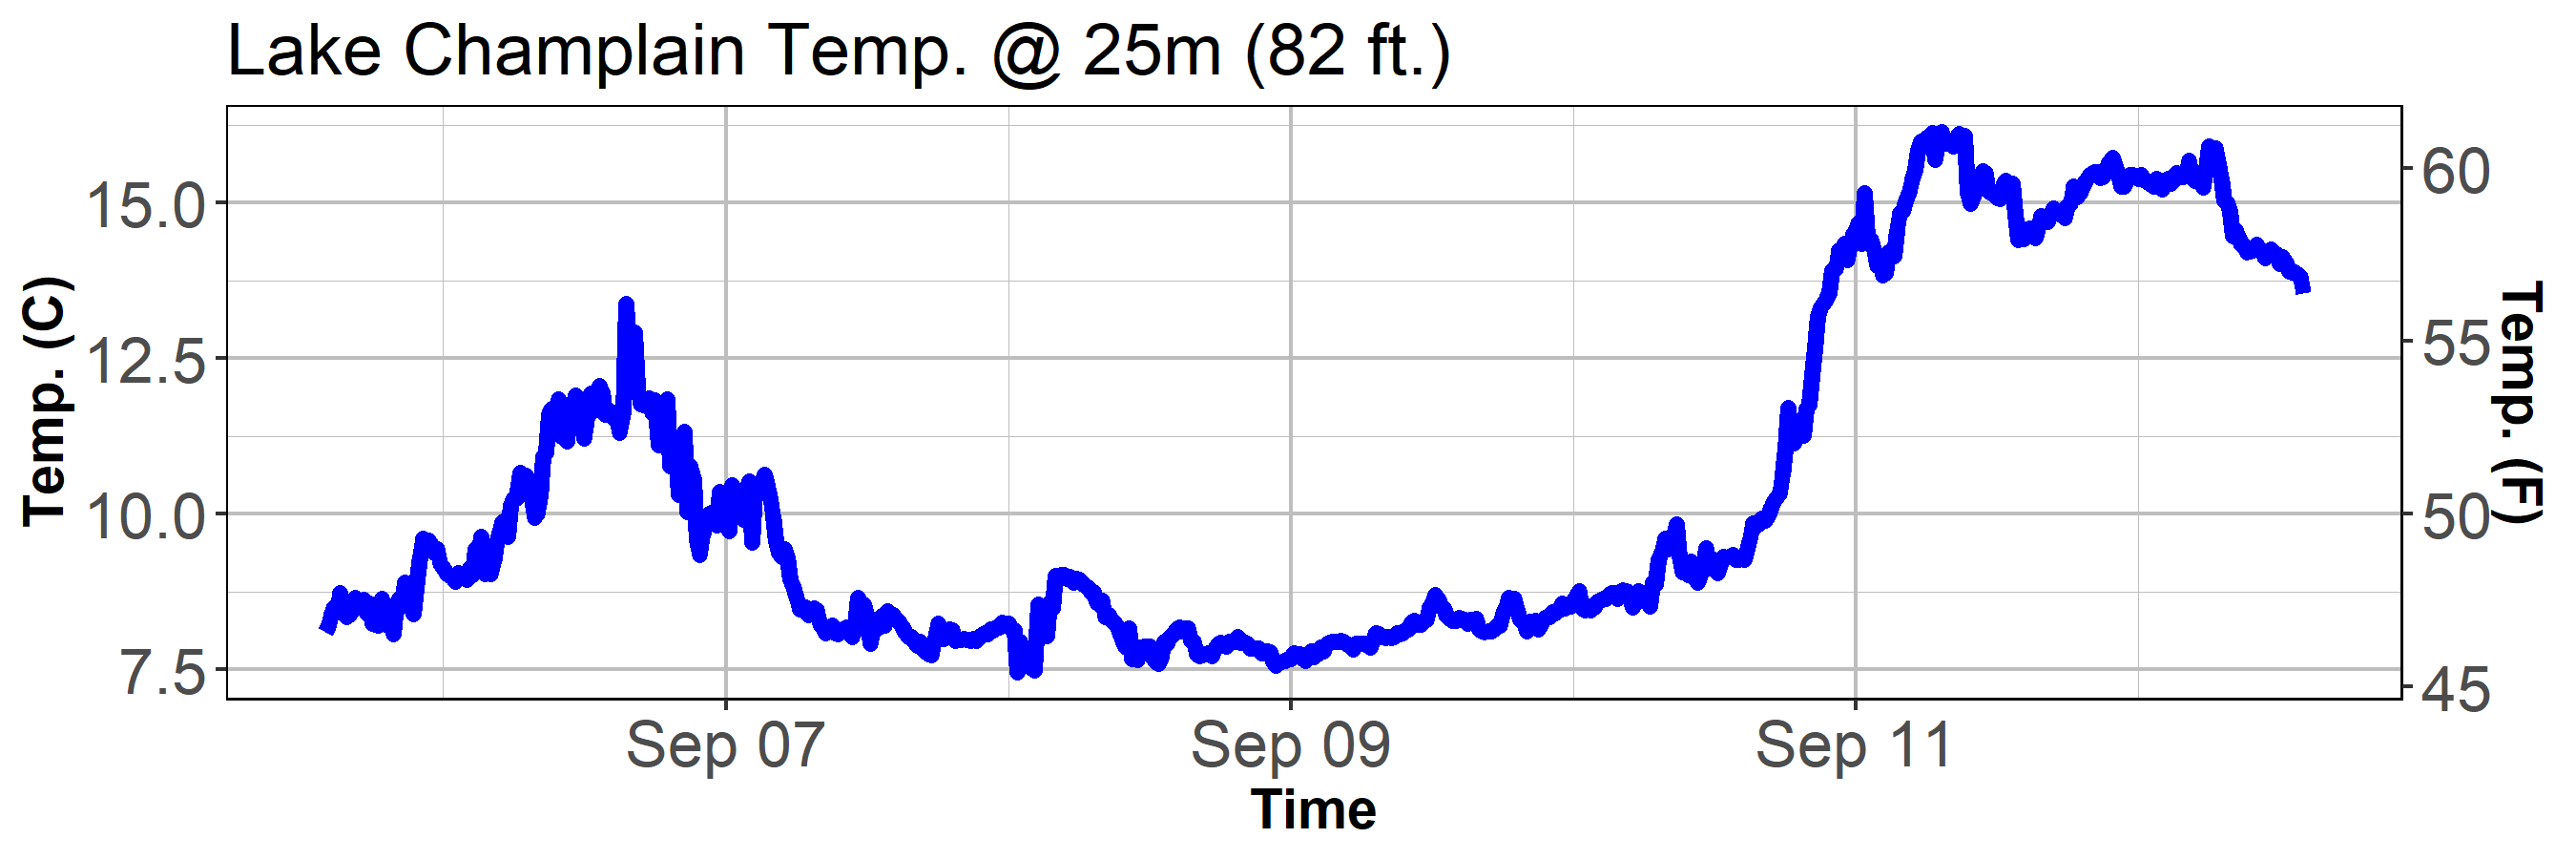 Lake Champlain Temp. @ 25m (82 ft.)
Temp. (C)
15.0
12.5
10.0
7.5
60
55
50
45
Temp. (F)
Sep 07
Sep 09
Sep 11
Time